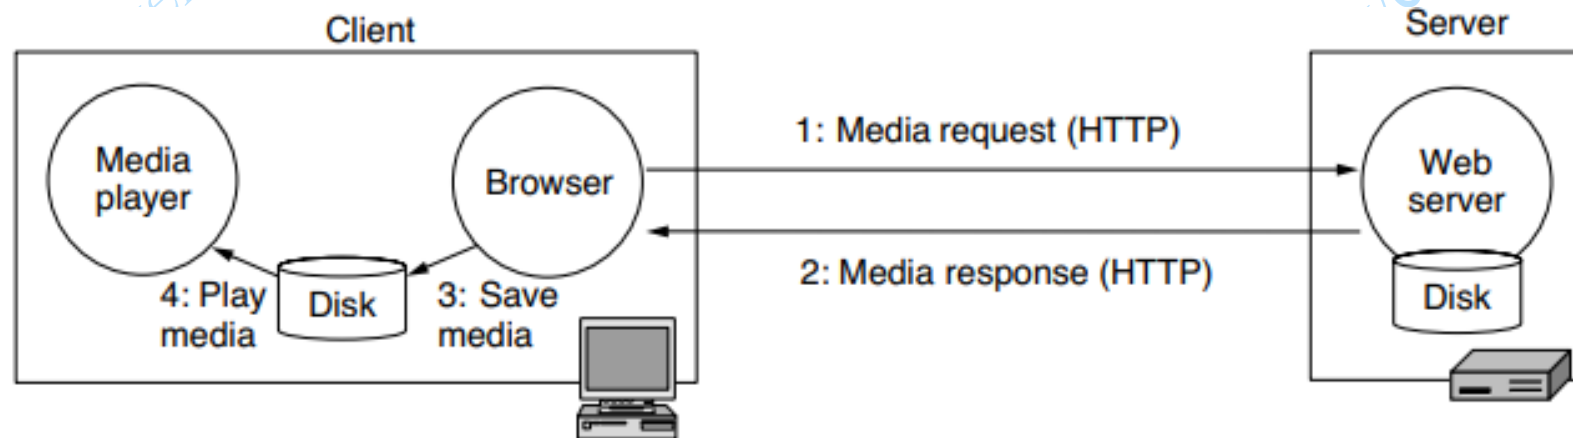 Client
Server
Media
player
Browser
1: Media request (HTTP)
2: Media response (HTTP)
Web
server
Disk
4: Play
media
Disk
3: Save
media